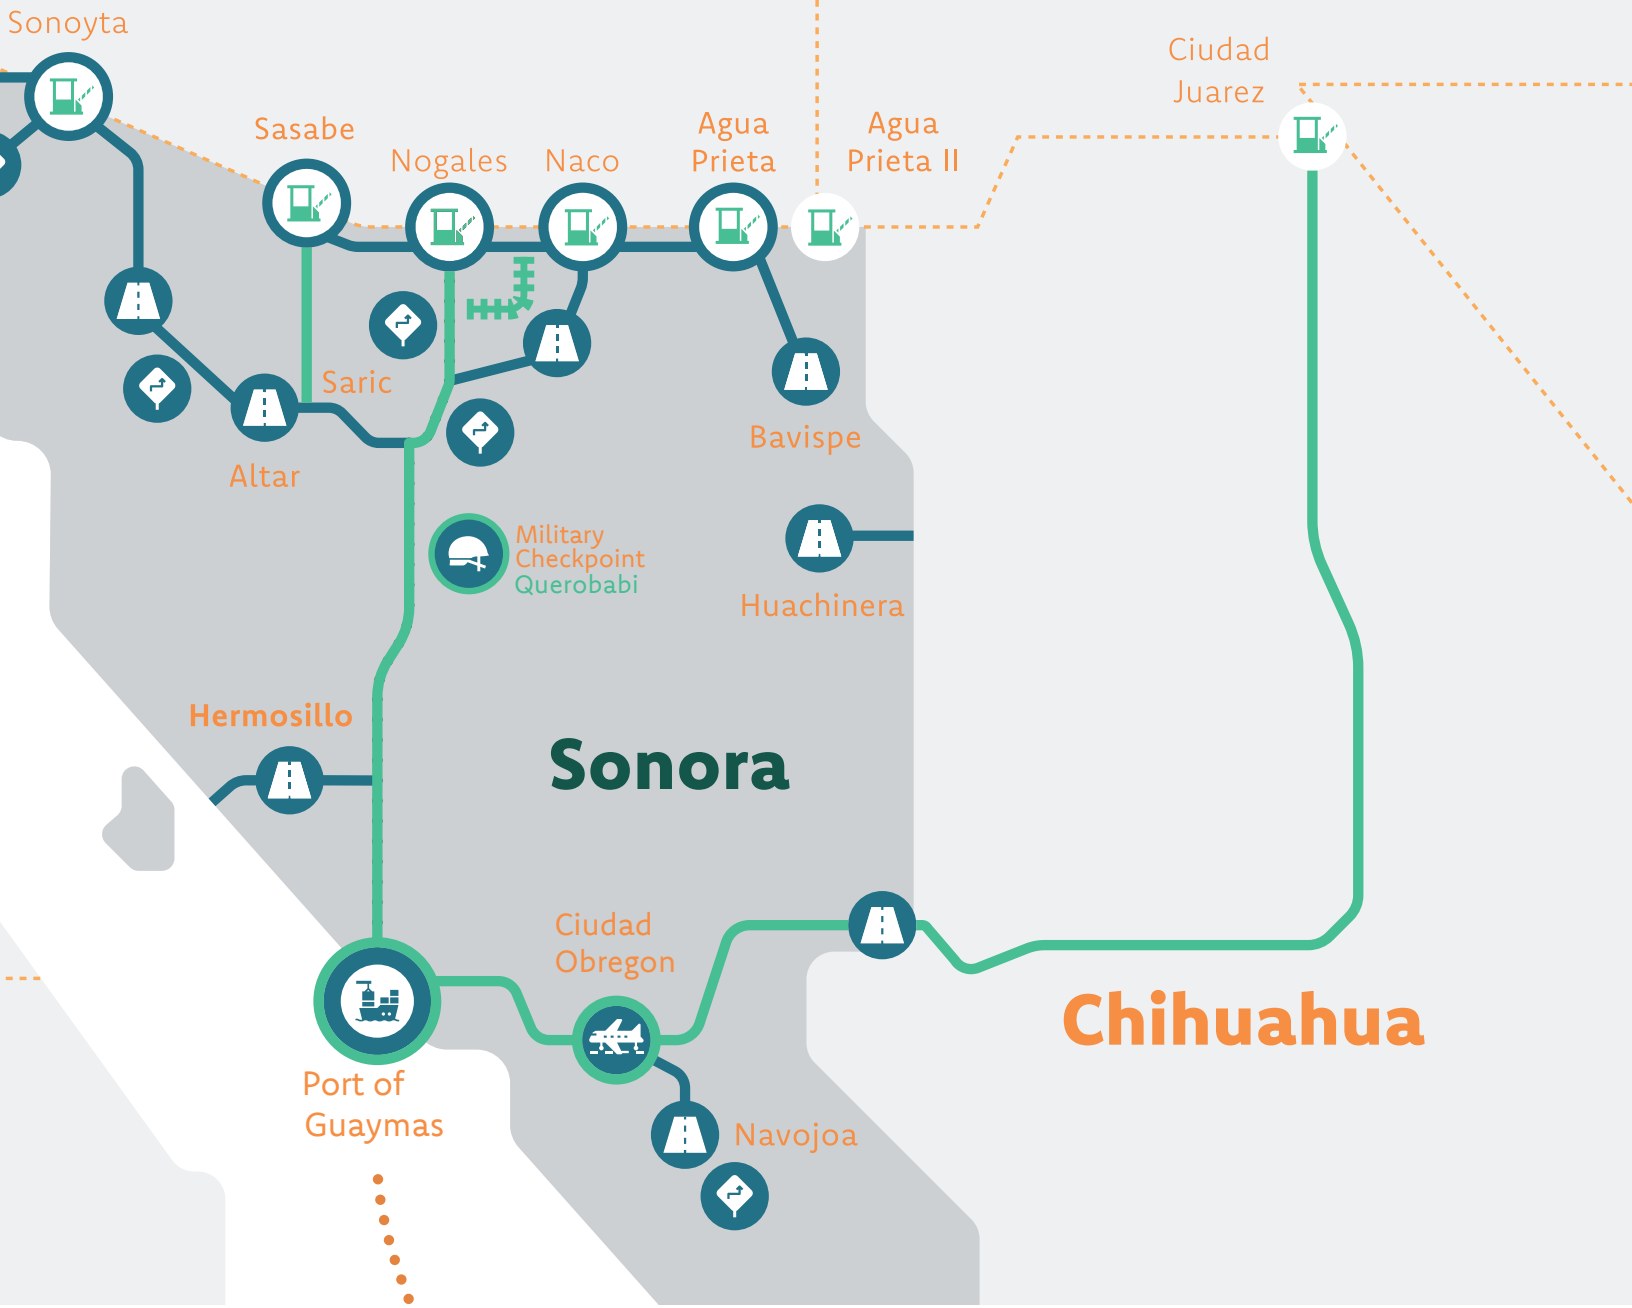 Sonoyta
Ciudad
Juarez
Sasabe
Agua
Prieta
Agua
Prieta II
Nogales
Naco
Saric
Altar
Bavispe
Military
Checkpoint
Querobabi
Huachinera
Hermosillo
Sonora
Ciudad
Obregon
Chihuahua
Port of
Guaymas
Navojoa